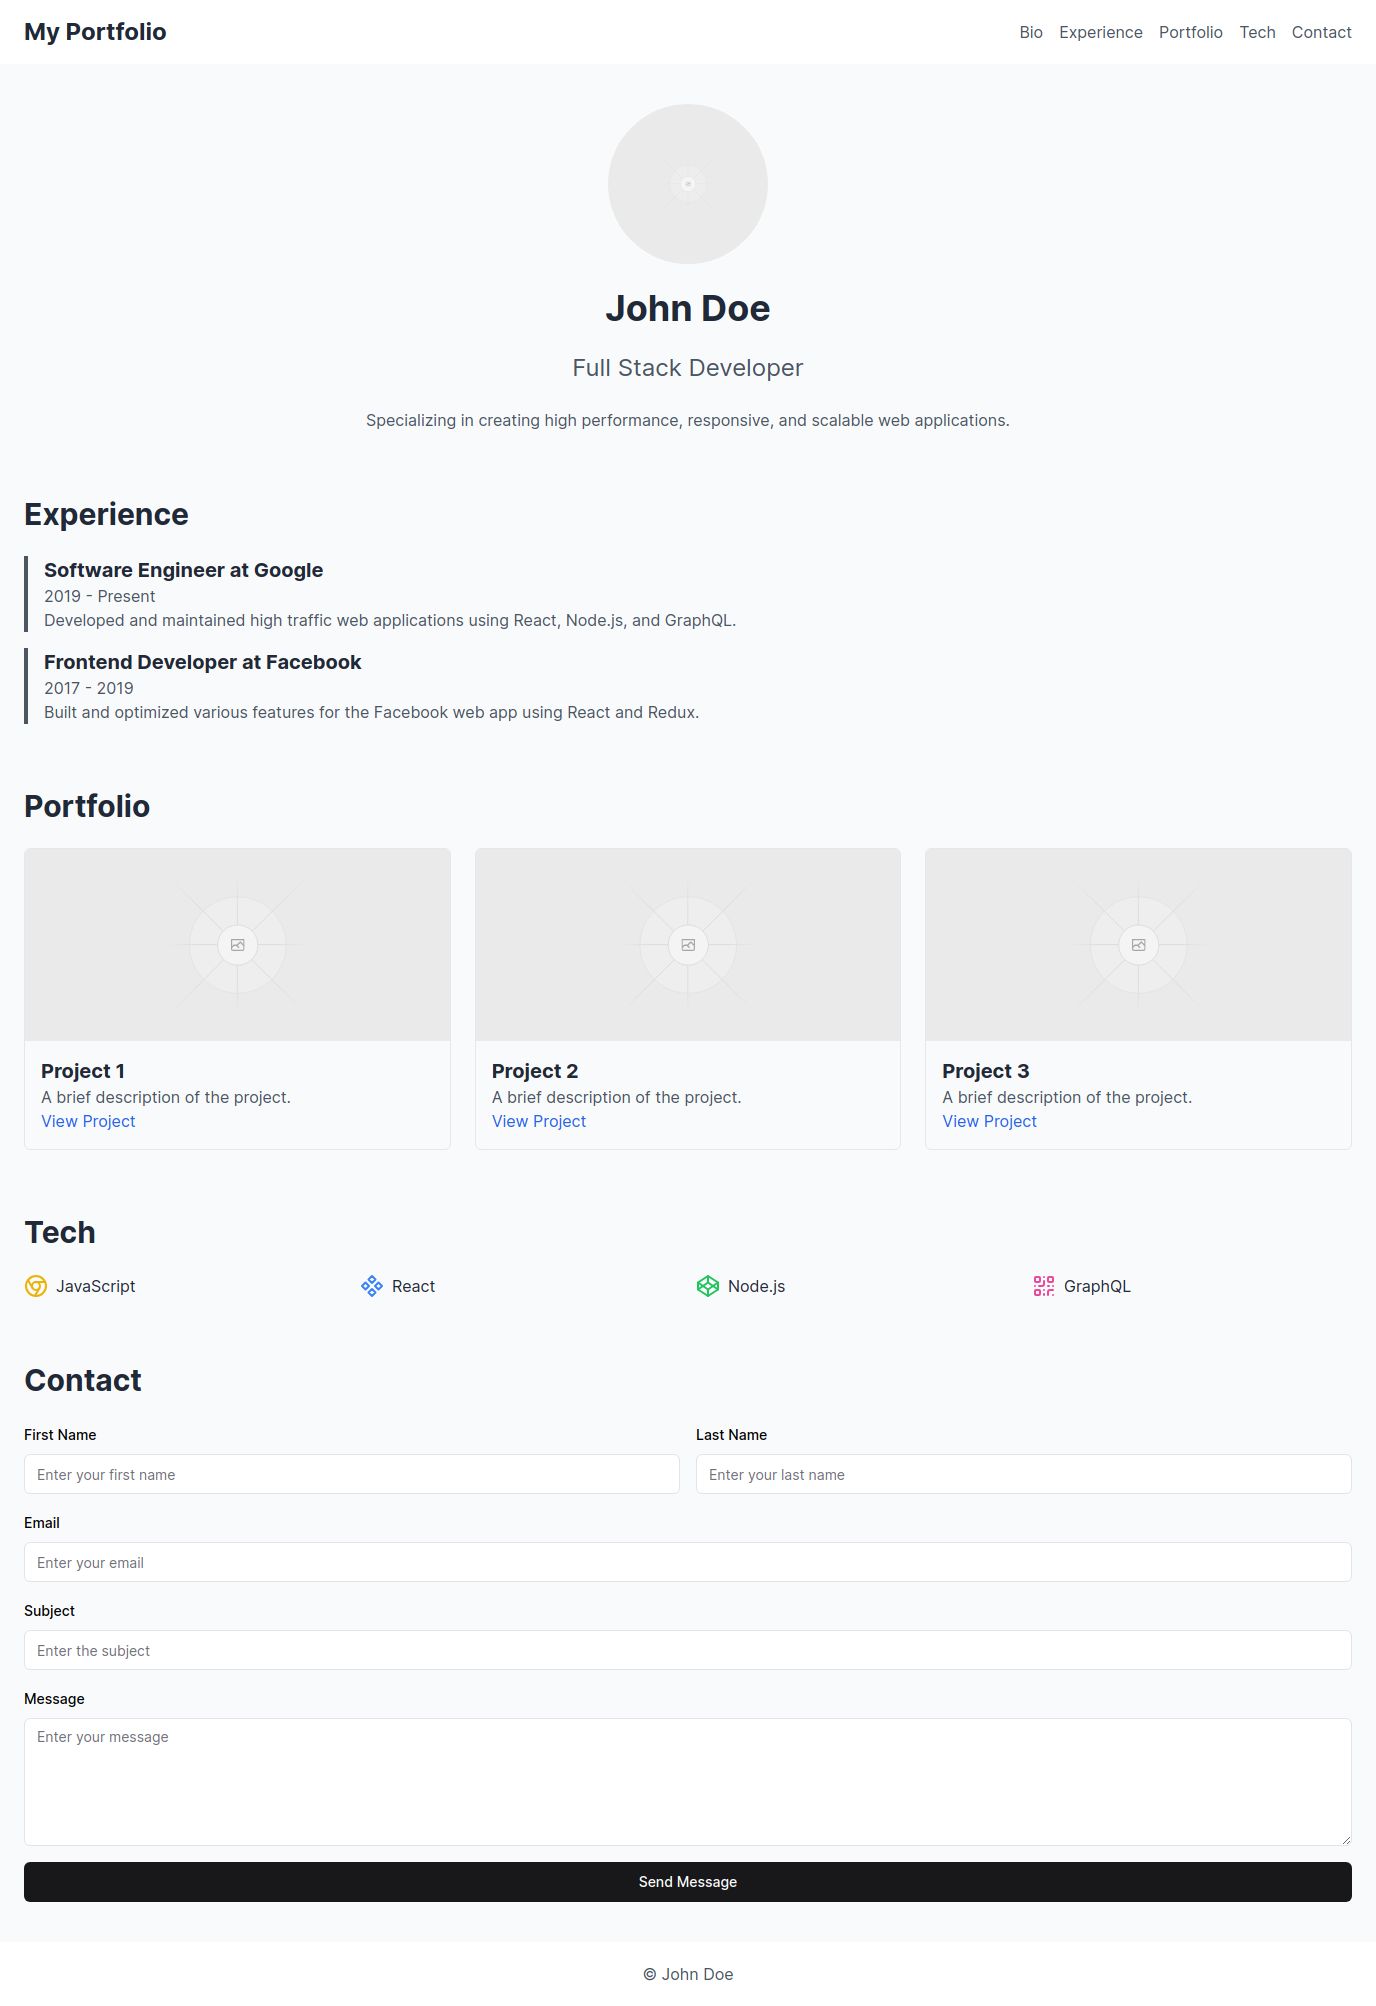 My Portfolio
Bio Experience Portfolio Tech Contact
John Doe
Full Stack Developer
Specializing in creating high performance, responsive, and scalable web applications.
Experience
Software Engineer at Google
2019 - Present
Developed and maintained high traffic web applications using React, Node.js, and GraphQL.
Frontend Developer at Facebook
2017 - 2019
Built and optimized various features for the Facebook web app using React and Redux.
Portfolio
Project 1
A brief description of the project.
View Project
Project 2
A brief description of the project.
View Project
Project 3
A brief description of the project.
View Project
Tech
JavaScript
React
Node.js
GraphQL
Contact
First Name
Enter your first name
Last Name
Enter your last name
Email
Enter your email
Subject
Enter the subject
Message
Enter your message
Send Message
© John Doe